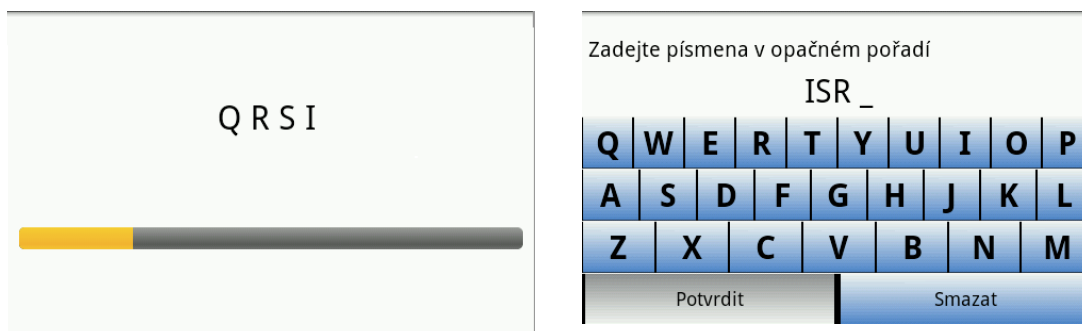 Q R S I
Zadejte písmena v opačném pořadí
ISR _
Q W E R T Y U I O P
A S D F G H J K L
Z X C V B N M
Potvrdit Smazat